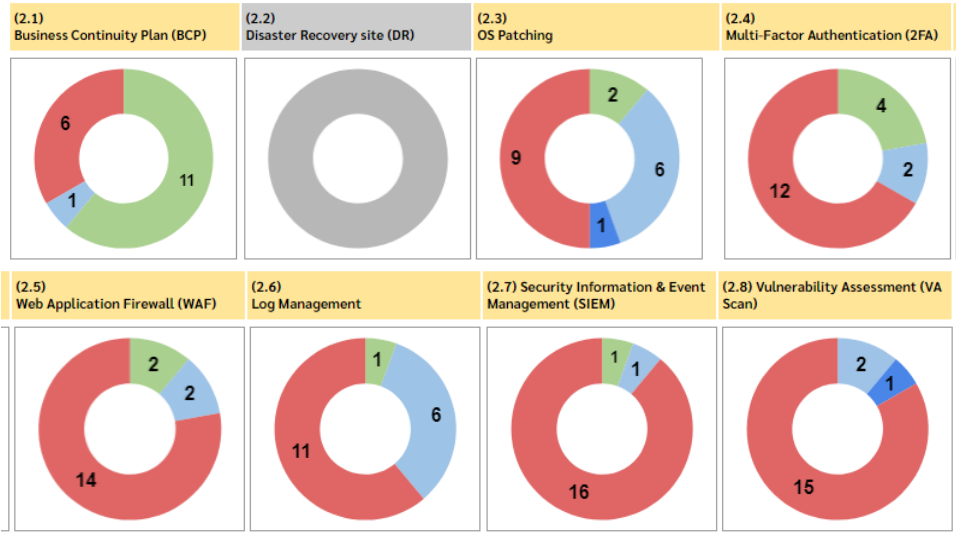 (2.1)
Business Continuity Plan (BCP)
(2.2)
Disaster Recovery site (DR)
(2.3)
OS Patching
(2.4)
Multi-Factor Authentication (2FA)
6
1
11
2
9
6
1
4
2
12
(2.5)
Web Application Firewall (WAF)
(2.6)
Log Management
(2.7) Security Information & Event
Management (SIEM)
(2.8) Vulnerability Assessment (VA
Scan)
2
2
14
1
6
11
1
1
16
2
1
15